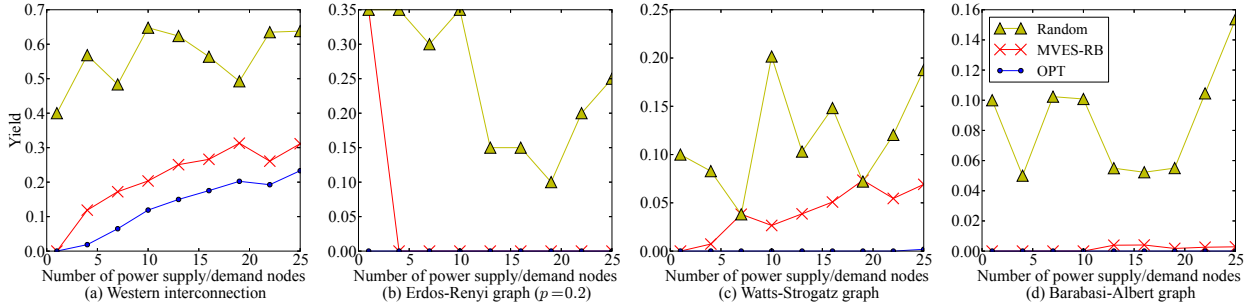 0.7
0.6
0.5
0.4
0.3
0.2
0.1
0.0
Yield
0 5 10 15 20 25
Number of power supply/demand nodes
(a) Western interconnection
0.35
0.30
0.25
0.20
0.15
0.10
0.05
0.00
0 5 10 15 20 25
Number of power supply/demand nodes
(b) Erdos-Renyi graph (p=0.2)
0.25
0.20
0.15
0.10
0.05
0.00
0 5 10 15 20 25
Number of power supply/demand nodes
(c) Watts-Strogatz graph
0.16
0.14
0.12
0.10
0.08
0.06
0.04
0.02
0.00
Random
MVES-RB
OPT
0 5 10 15 20 25
Number of power supply/demand nodes
(d) Barabasi-Albert graph